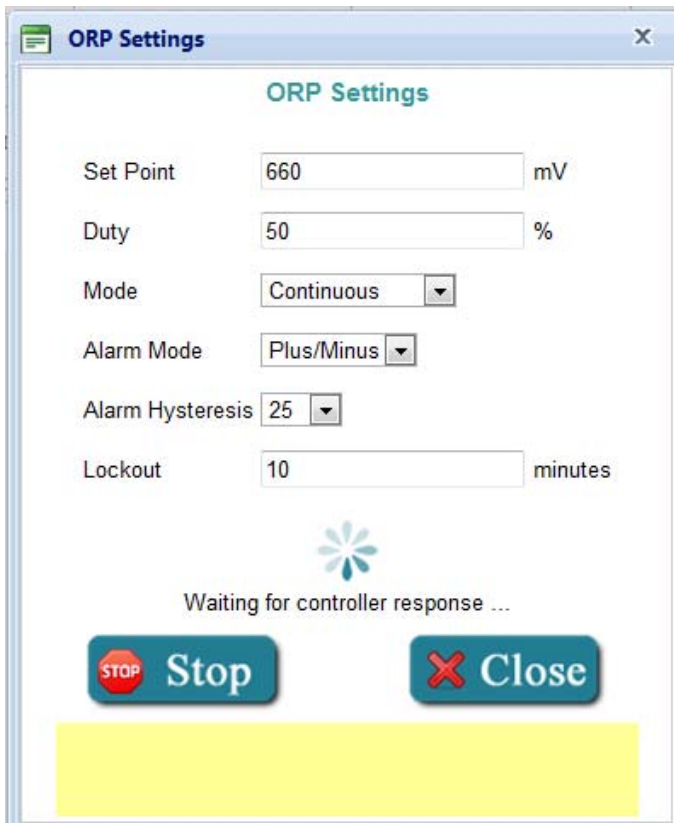 ORP Settings
ORP Settings
Set Point 660 mV
Duty 50 %
Mode Continuous
Alarm Mode Plus/Minus
Alarm Hysteresis 25
Lockout 10 minutes
Waiting for controller response ...
STOP Stop Close